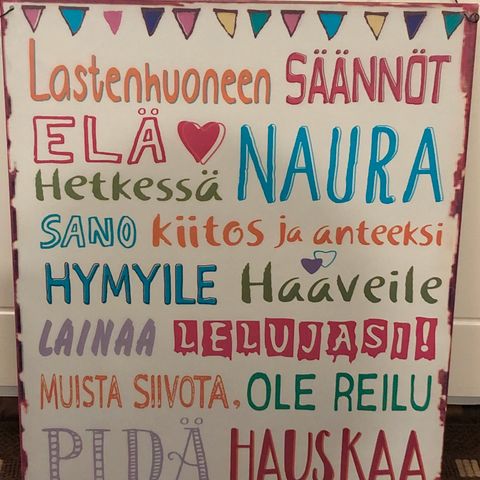 Lastenhuoneen SÄÄNNÖT
ELÄ NAURA
Hetkessä
SANO kiitos ja anteeksi
HYMYILE Haaveile
LAINAA LELUJASI!
MUISTA SIIVOTA, OLE REILU
PIDÄ HAUSKAA